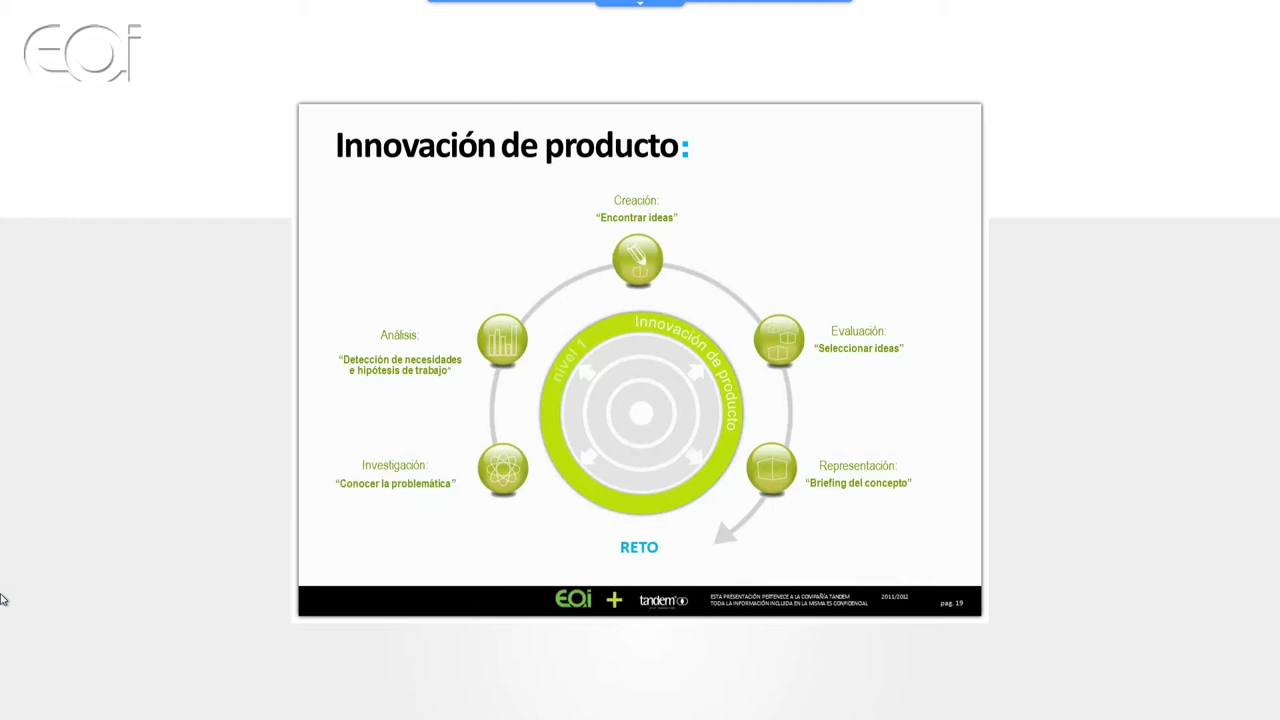 EOi
Innovación de producto:
Creación:
“Encontrar ideas”
Análisis:
“Detección de necesidades
e hipótesis de trabajo”
Evaluación:
“Seleccionar ideas”
nivel 1
Innovación de producto
Investigación:
“Conocer la problemática”
Representación:
“Briefing del concepto”
RETO
EOi + tandem
ESTA PRESENTACIÓN PERTENECE A LA COMPAÑÍA TANDEM
TODA LA INFORMACIÓN INCLUIDA EN LA MISMA ES CONFIDENCIAL
2011/2012
pag. 19